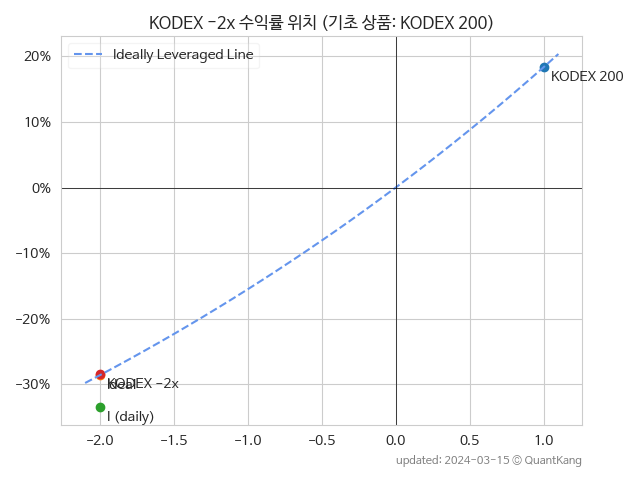 KODEX -2x 수익률 위치 (기초 상품: KODEX 200)
Ideally Leveraged Line
20%
10%
0%
-10%
-20%
-30%
KODEX 200
KODEX -2x
Ideal
I (daily)
-2.0 -1.5 -1.0 -0.5 0.0 0.5 1.0
updated: 2024-03-15 © QuantKang